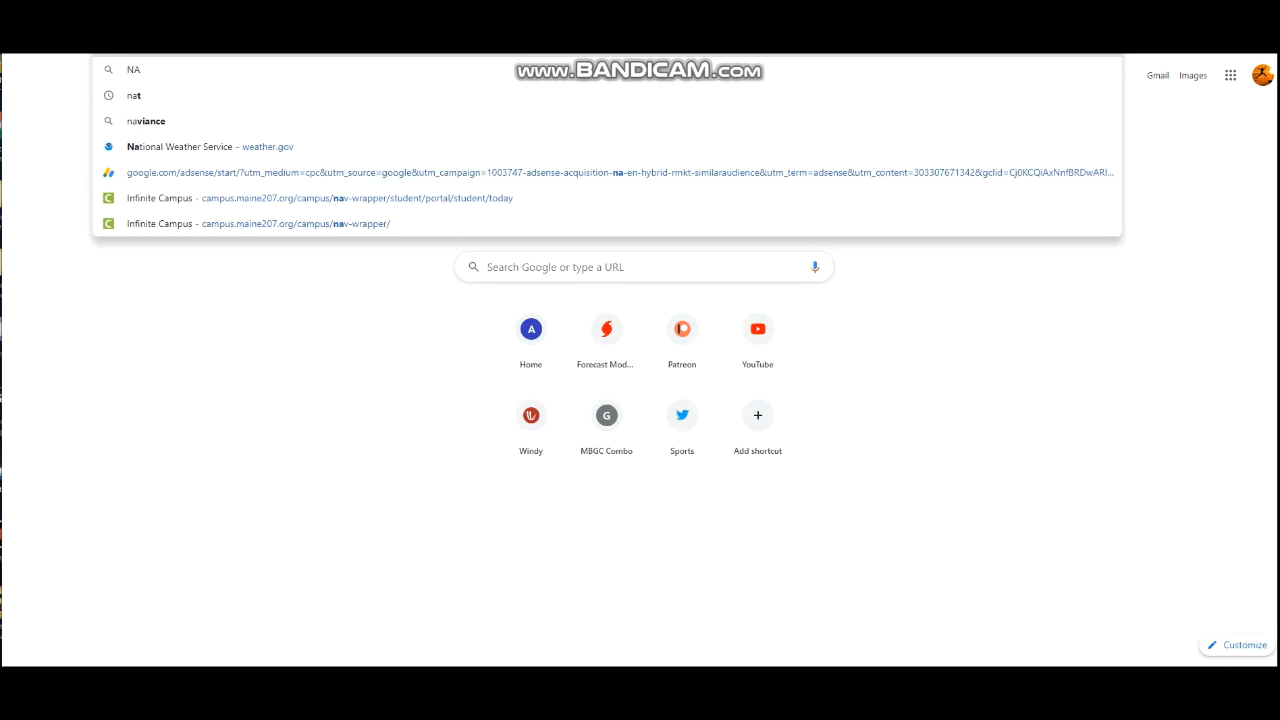 NA
www.BANDICAM.com
Gmail Images
nat
naviance
National Weather Service - weather.gov
google.com/adsense/start/?utm_medium=cpc&utm_source=google&utm_campaign=1003747-adsense-acquisition-na-en-hybrid-rmkt-similaraudience&utm_term=adsense&utm_content=303307671342&gclid=Cj0KCQiAxNnfBRDwARI...
Infinite Campus - campus.maine207.org/campus/nav-wrapper/student/portal/student/today
Infinite Campus - campus.maine207.org/campus/nav-wrapper/
Search Google or type a URL
A
Home
Forecast Mod...
Patreon
YouTube
G
Windy
MBGC Combo
Sports
Add shortcut
Customize